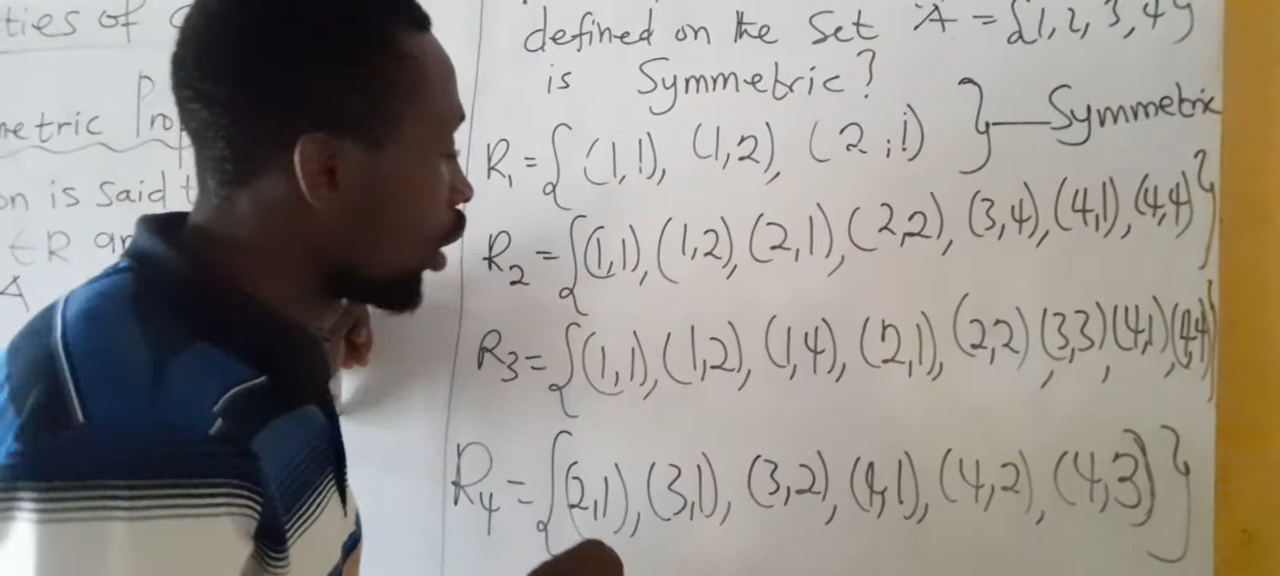 ties of
metric Pro
on is said t
∈R an
A
defined on the Set A = {1, 2, 3, 4}
is Symmetric?
R₁ = { (1,1), (1,2), (2,1) } — Symmetric
R₂ = {(1,1), (1,2), (2,1), (2,2), (3,4), (4,1), (4,4)}
R₃ = {(1,1), (1,2), (1,4), (2,1), (2,2), (3,3), (4,1), (4,4)}
R₄ = {(2,1), (3,1), (3,2), (4,1), (4,2), (4,3)}